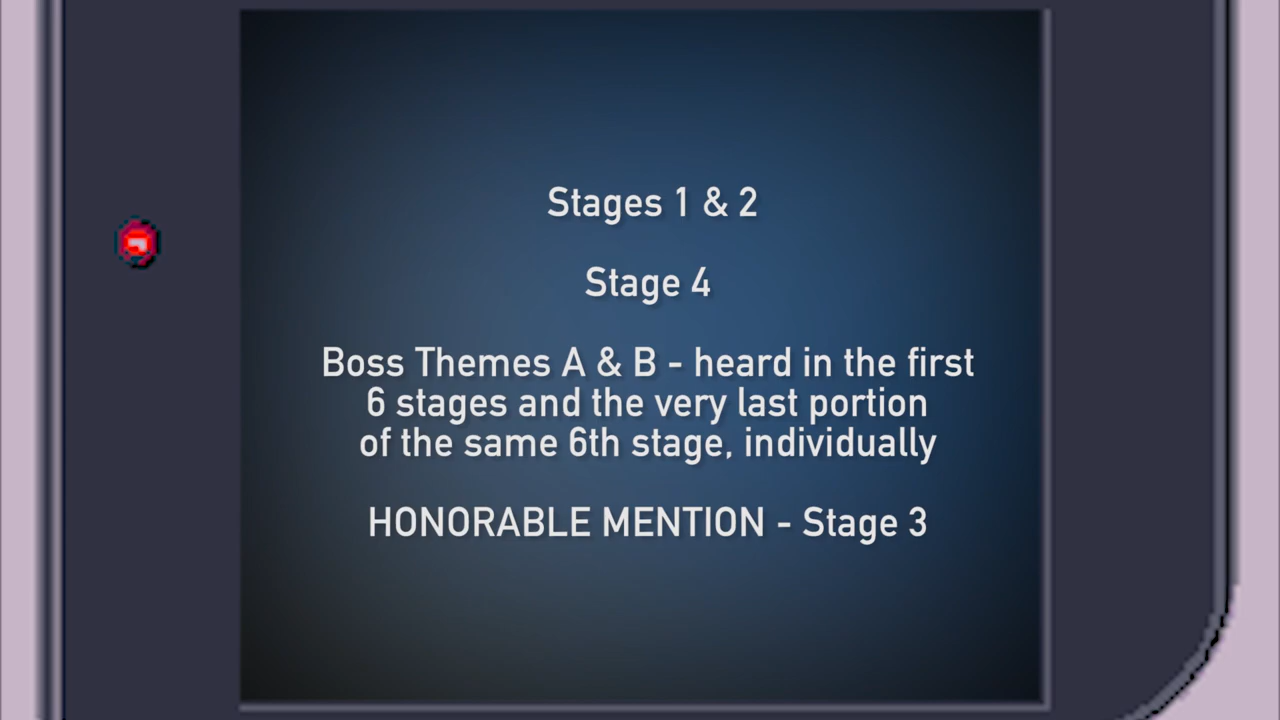 Stages 1 & 2
Stage 4
Boss Themes A & B - heard in the first
6 stages and the very last portion
of the same 6th stage, individually
HONORABLE MENTION - Stage 3